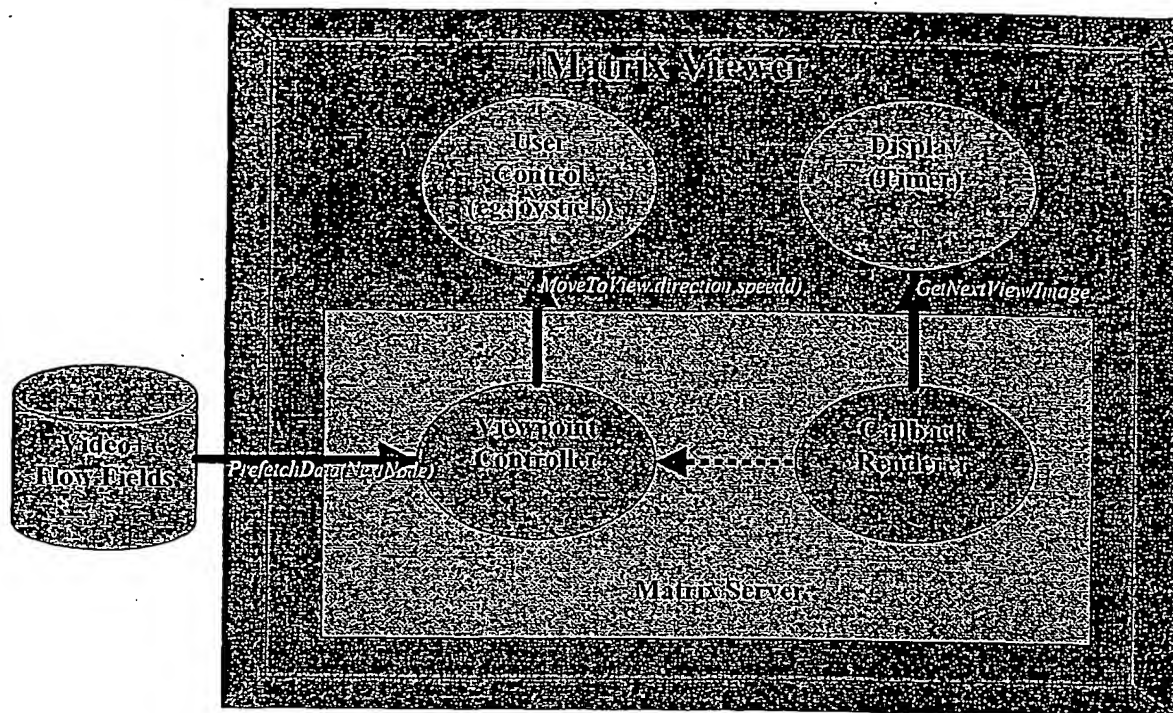 Matrix Viewer
User
Control
(eg.joystick)
Display
(Timer)
MoveToView.direction,speedd)
GetNextView/Image
Video
Flow Fields
PrefetchData(NextNode)
Viewpoint
Controller
Callback
Renderer
Matrix Server